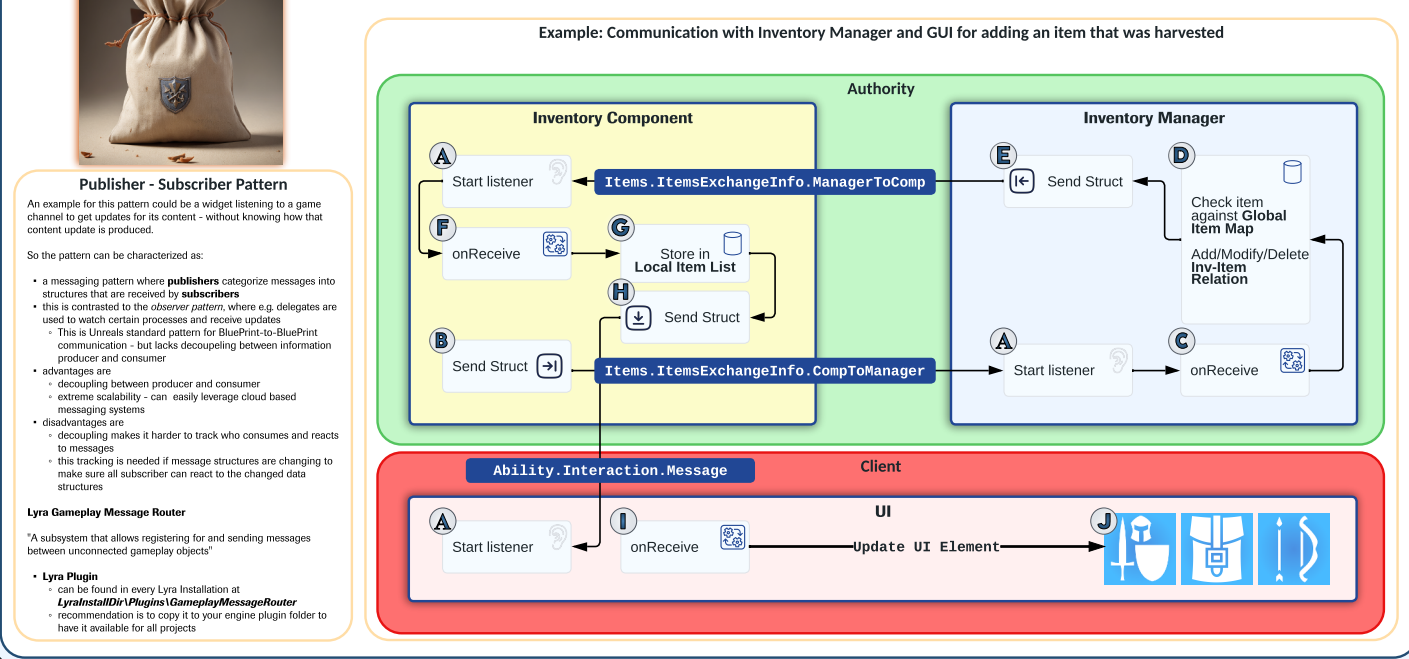 Publisher - Subscriber Pattern
An example for this pattern could be a widget listening to a game
channel to get updates for its content - without knowing how that
content update is produced.
So the pattern can be characterized as:
• a messaging pattern where publishers categorize messages into
structures that are received by subscribers
• this is contrasted to the observer pattern, where e.g. delegates are
used to watch certain processes and receive updates
◦ This is Unreals standard pattern for BluePrint-to-BluePrint
communication - but lacks decoupeling between information
producer and consumer
• advantages are
◦ decoupling between producer and consumer
◦ extreme scalability - can easily leverage cloud based
messaging systems
• disadvantages are
◦ decoupling makes it harder to track who consumes and reacts
to messages
◦ this tracking is needed if message structures are changing to
make sure all subscriber can react to the changed data
structures
Lyra Gameplay Message Router
"A subsystem that allows registering for and sending messages
between unconnected gameplay objects"
• Lyra Plugin
◦ can be found in every Lyra Installation at
LyraInstallDir\Plugins\GameplayMessageRouter
◦ recommendation is to copy it to your engine plugin folder to
have it available for all projects
Example: Communication with Inventory Manager and GUI for adding an item that was harvested
Authority
Inventory Component
A
Start listener
Items.ItemsExchangeInfo.ManagerToComp
F
onReceive
G
Store in
Local Item List
H
Send Struct
B
Send Struct
Items.ItemsExchangeInfo.CompToManager
Inventory Manager
E
Send Struct
D
Check item
against Global
Item Map
Add/Modify/Delete
Inv-Item
Relation
A
Start listener
C
onReceive
Ability.Interaction.Message
Client
UI
A
Start listener
I
onReceive
Update UI Element
J